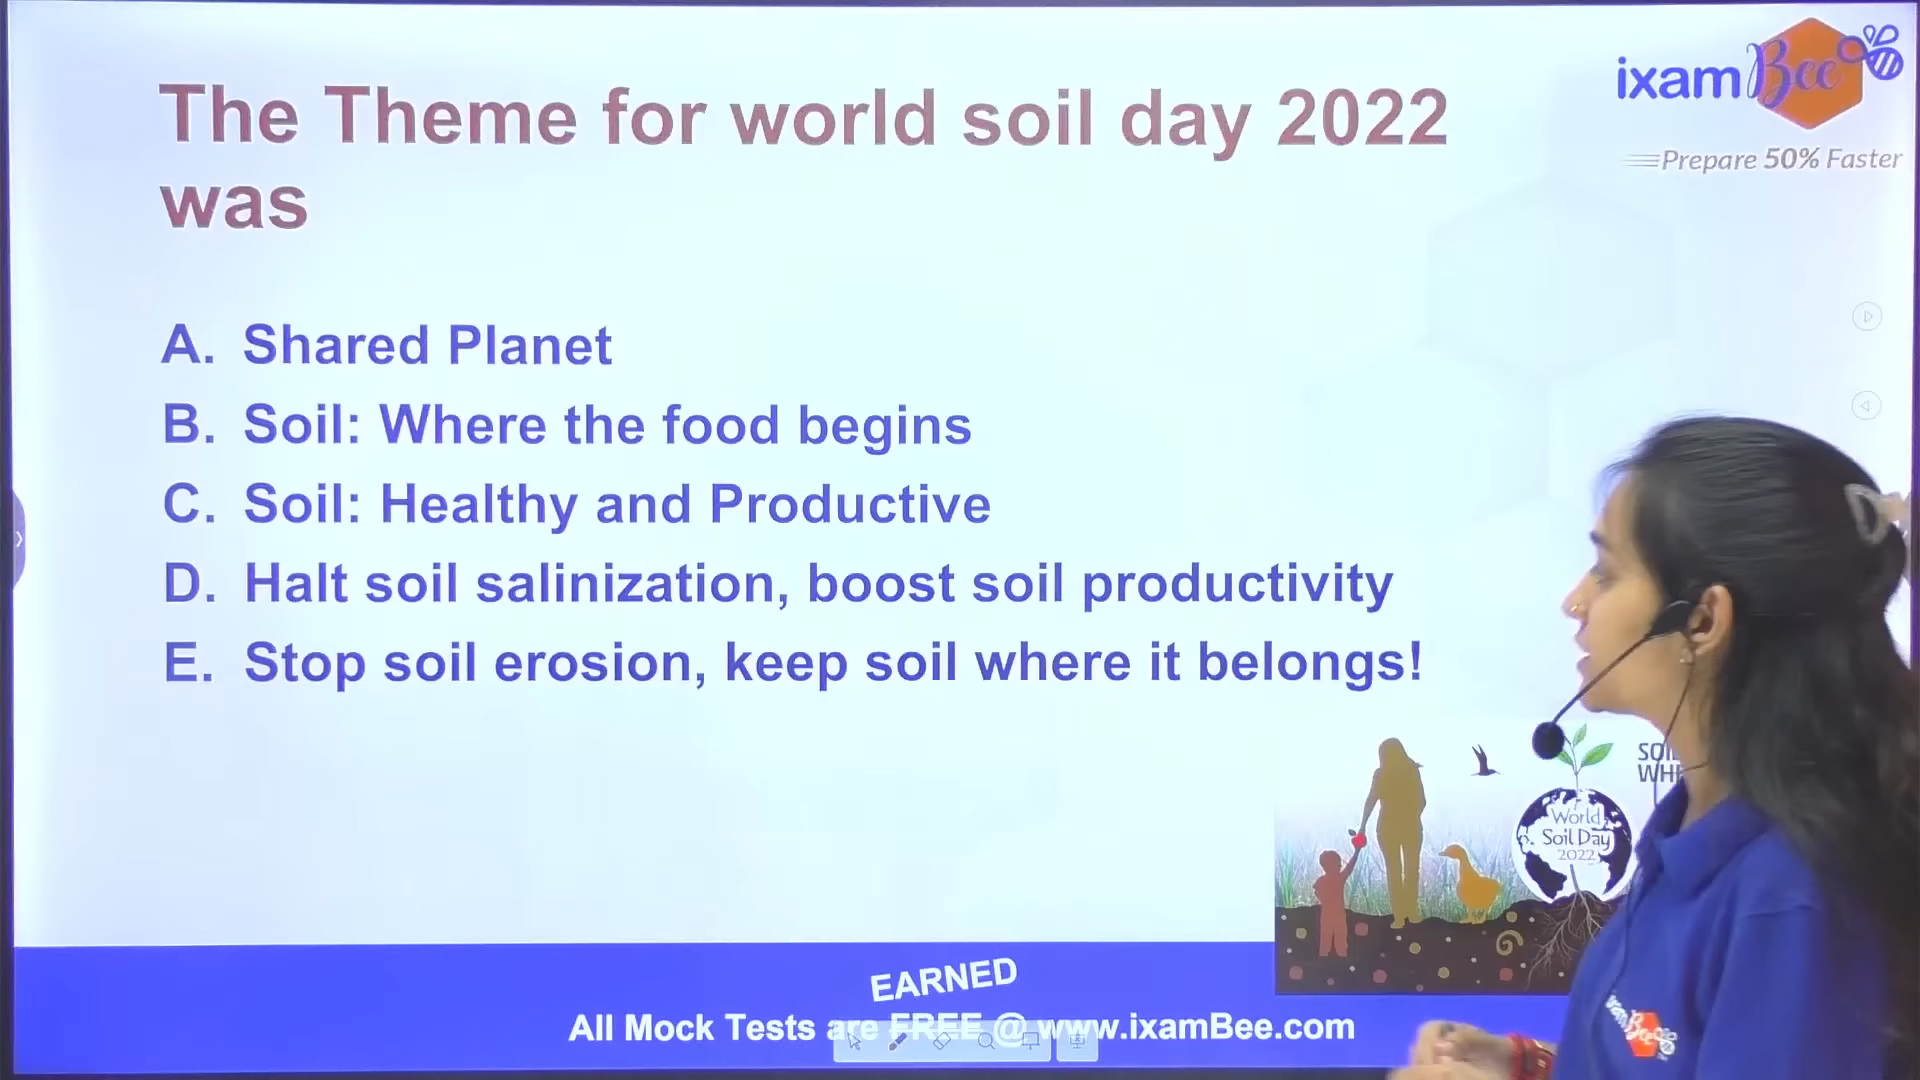 The Theme for world soil day 2022
was
ixamBee
Prepare 50% Faster
A. Shared Planet
B. Soil: Where the food begins
C. Soil: Healthy and Productive
D. Halt soil salinization, boost soil productivity
E. Stop soil erosion, keep soil where it belongs!
World
Soil Day
2022
EARNED
All Mock Tests are FREE @ www.ixamBee.com
ixamBee